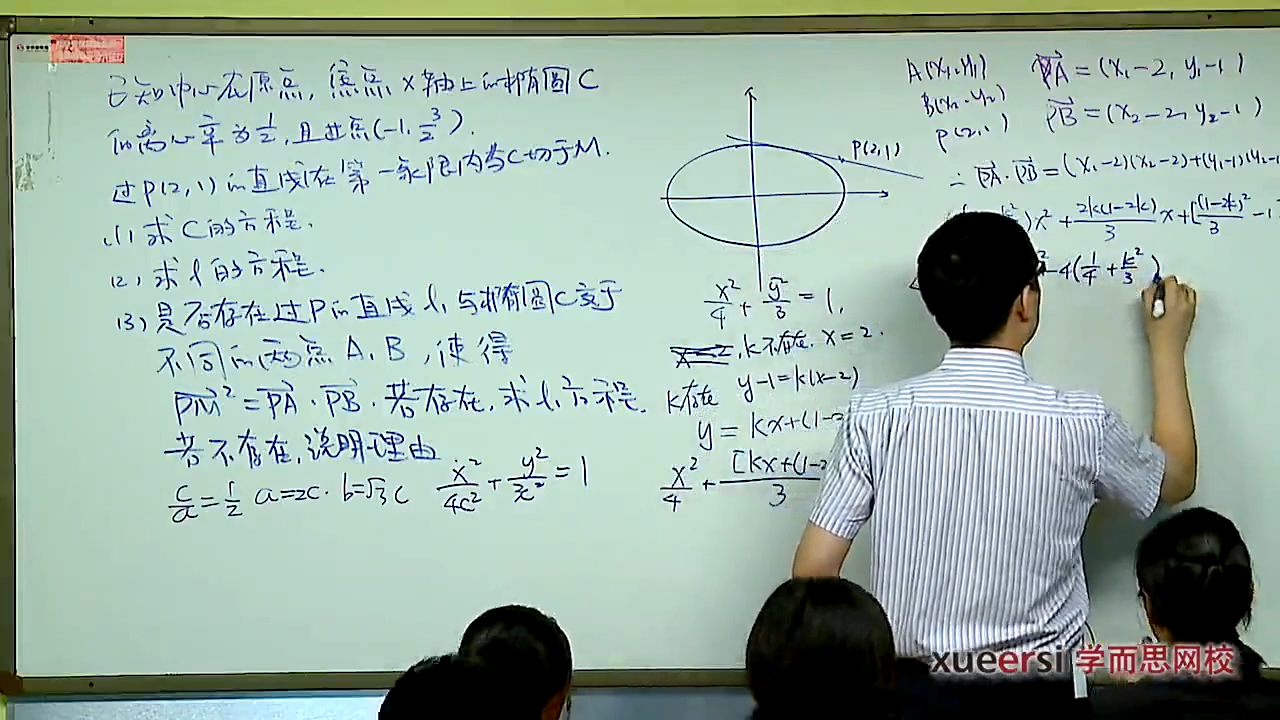 已知中心在原点,焦点x轴上的椭圆C
的离心率为1/2,且过点(-1, 3/2).
过P(2,1)的直线l在第一象限内与C切于M.
(1)求C的方程.
(2)求l的方程.
(3)是否存在过P的直线l₁与椭圆C交于
不同的两点A、B,使得
PM²=PA·PB.若存在,求l₁方程.
若不存在,说明理由
c/a=1/2 a=2c. b=√3c x²/4c²+y²/3c²=1
P(2,1)
x²/4+y²/3=1,
k不存在. x=2.
k存在 y-1=k(x-2)
y=kx+(1-2
x²/4+[kx+(1-2/3
A(x₁,y₁) PA=(x₁-2, y₁-1)
B(x₂,y₂) PB=(x₂-2, y₂-1)
P(2,1)
∴PA·PB=(x₁-2)(x₂-2)+(y₁-1)(y₂-1
)x²+2k(1-2k)/3 x+[(1-2k)²/3-1
-4(1/4+k²/3)
xueersi 学而思网校